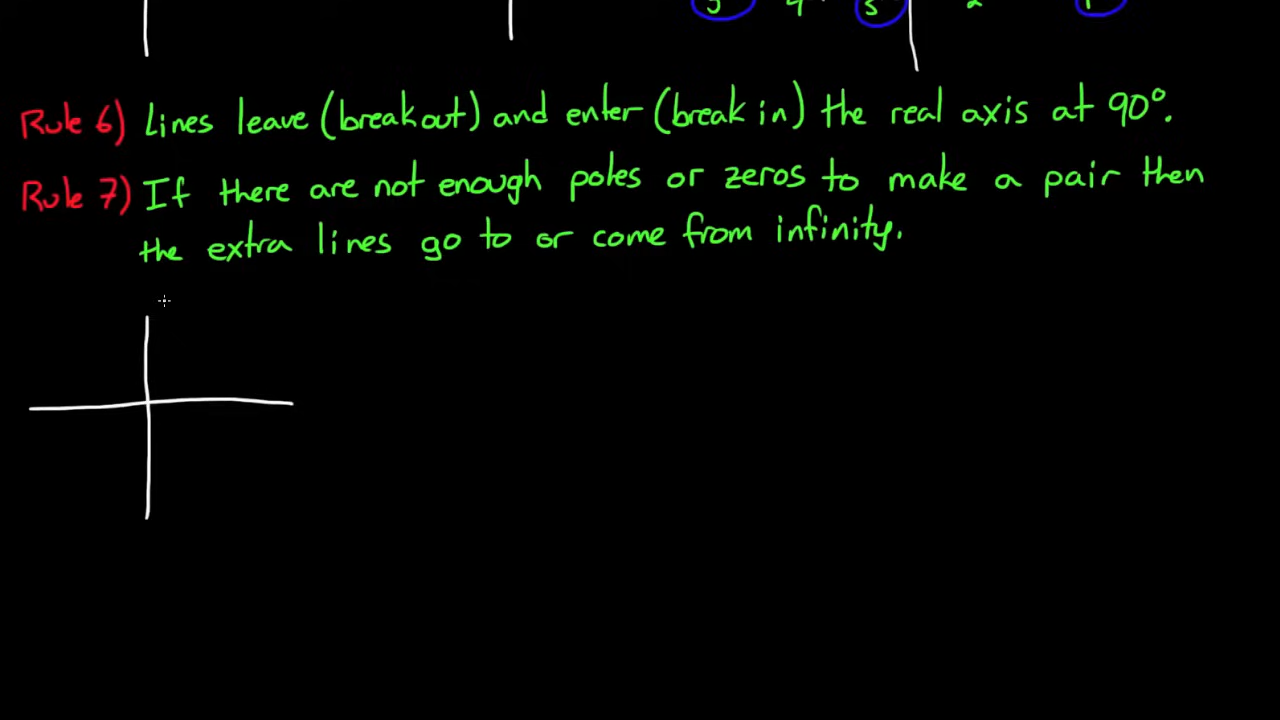 Rule 6) Lines leave (breakout) and enter (break in) the real axis at 90°.
Rule 7) If there are not enough poles or zeros to make a pair then
the extra lines go to or come from infinity.